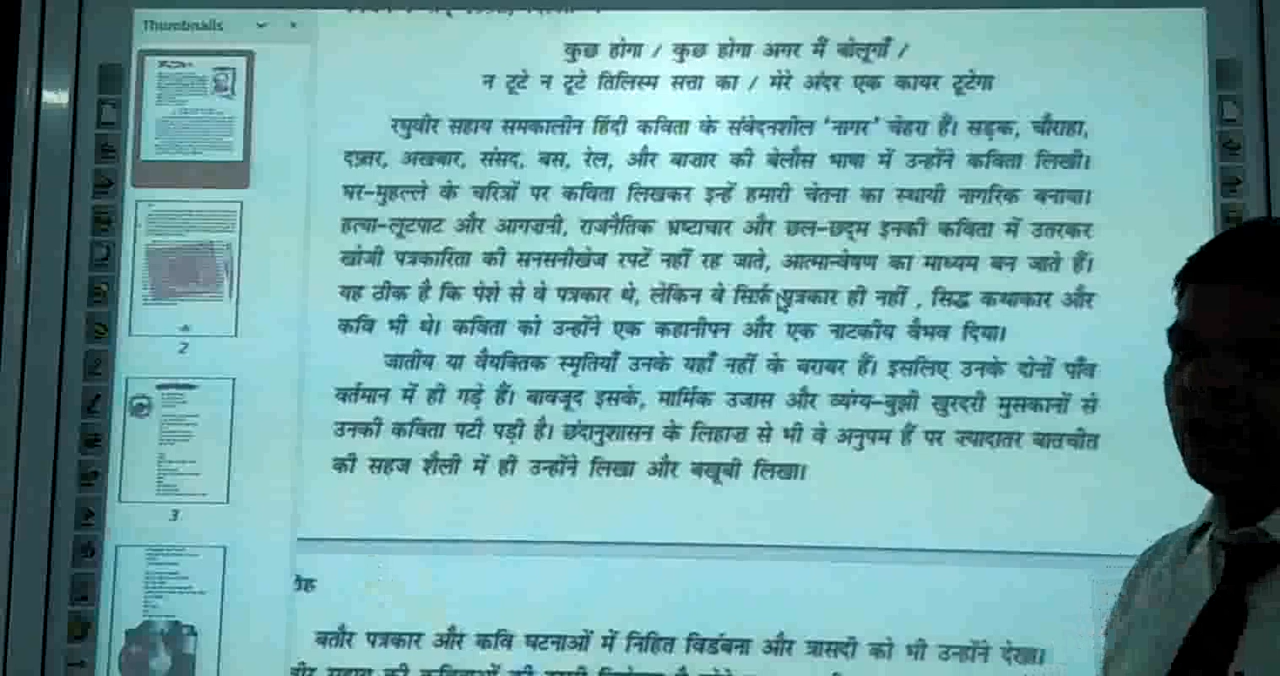 Thumbnails
कुछ होगा / कुछ होगा अगर मैं बोलूगाँ /
न टूटे न टूटे तिलिस्म सत्ता का / मेरे अंदर एक कायर टूटेगा
रघुवीर सहाय समकालीन हिंदी कविता के संवेदनशील 'नागर' चेहरा हैं। सड़क, चौराहा,
दफ़्तर, अखबार, संसद, बस, रेल, और बाज़ार की बेलौस भाषा में उन्होंने कविता लिखी।
घर-मुहल्ले के चरित्रों पर कविता लिखकर इन्हें हमारी चेतना का स्थायी नागरिक बनाया।
हत्या-लूटपाट और आगज़नी, राजनैतिक भ्रष्टाचार और छल-छद्म इनकी कविता में उतरकर
खोजी पत्रकारिता की सनसनीखेज रपटें नहीं रह जाते, आत्मान्वेषण का माध्यम बन जाते हैं।
यह ठीक है कि पेशे से वे पत्रकार थे, लेकिन वे सिर्फ़ पत्रकार ही नहीं , सिद्ध कथाकार और
कवि भी थे। कविता को उन्होंने एक कहानीपन और एक नाटकीय वैभव दिया।
जातीय या वैयक्तिक स्मृतियाँ उनके यहाँ नहीं के बराबर हैं। इसलिए उनके दोनों पाँव
वर्तमान में ही गड़े हैं। बावजूद इसके, मार्मिक उजास और व्यंग्य-बुझी खुरदरी मुसकानों से
उनकी कविता पटी पड़ी है। छंदानुशासन के लिहाज़ से भी वे अनुपम हैं पर ज्यादातर बातचीत
की सहज शैली में ही उन्होंने लिखा और बखूबी लिखा।
2
3
रोह
बतौर पत्रकार और कवि घटनाओं में निहित विडंबना और त्रासदी को भी उन्होंने देखा।